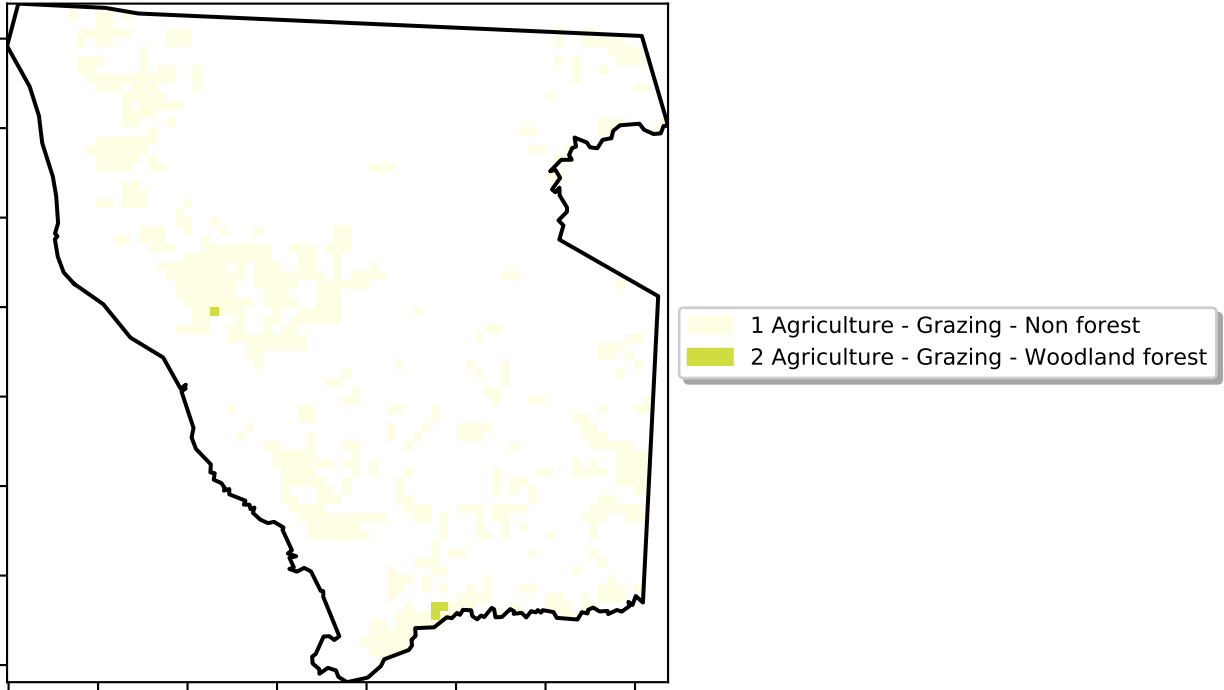 1 Agriculture - Grazing - Non forest
2 Agriculture - Grazing - Woodland forest